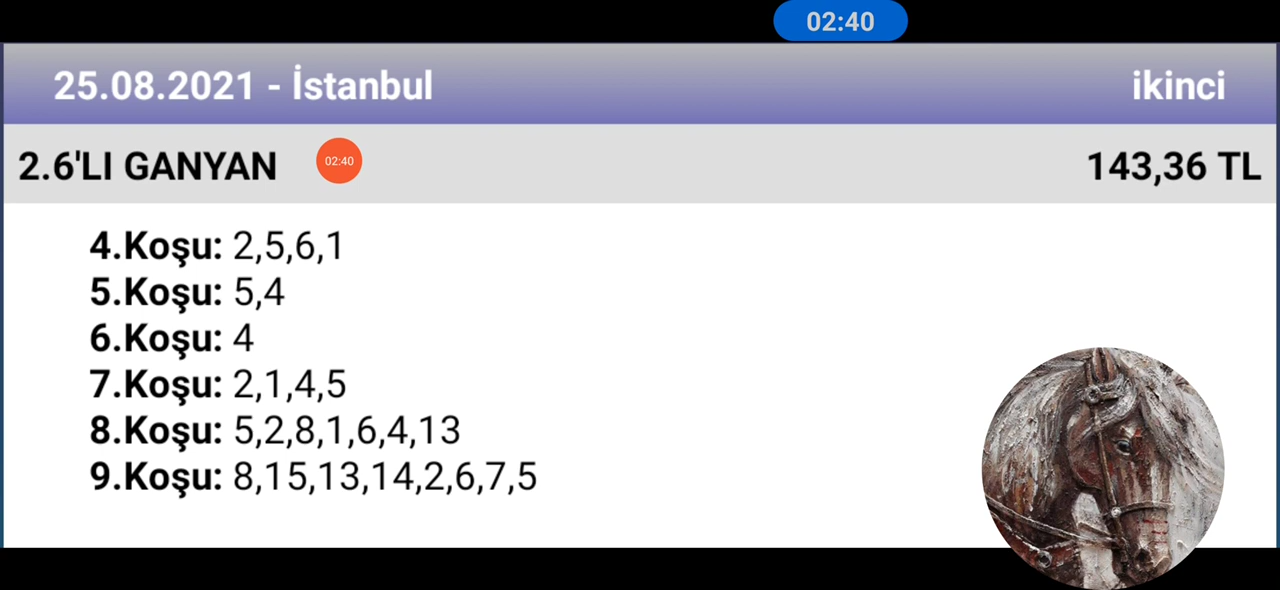 02:40
25.08.2021 - İstanbul ikinci
2.6'LI GANYAN 02:40 143,36 TL
4.Koşu: 2,5,6,1
5.Koşu: 5,4
6.Koşu: 4
7.Koşu: 2,1,4,5
8.Koşu: 5,2,8,1,6,4,13
9.Koşu: 8,15,13,14,2,6,7,5